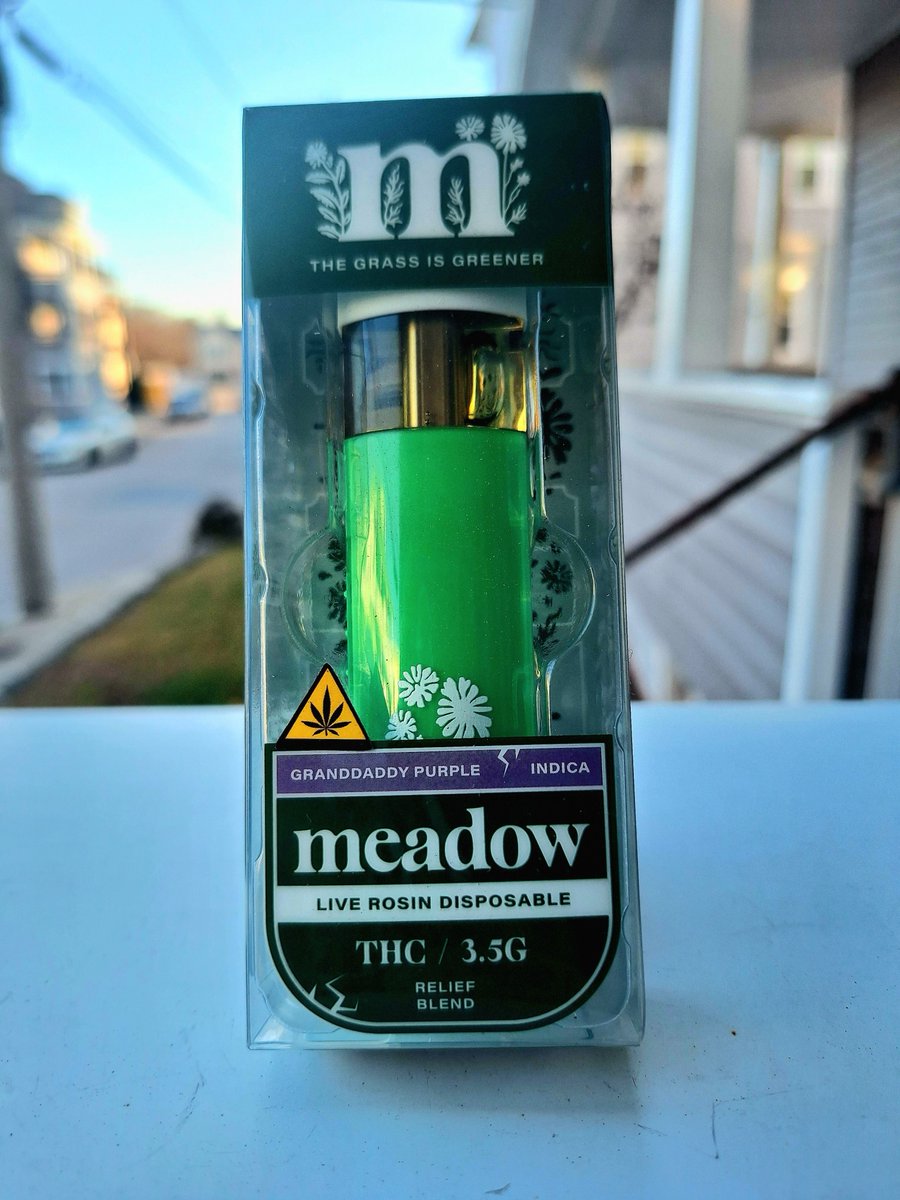 m
THE GRASS IS GREENER
GRANDDADDY PURPLE INDICA
meadow
LIVE ROSIN DISPOSABLE
THC / 3.5G
RELIEF
BLEND